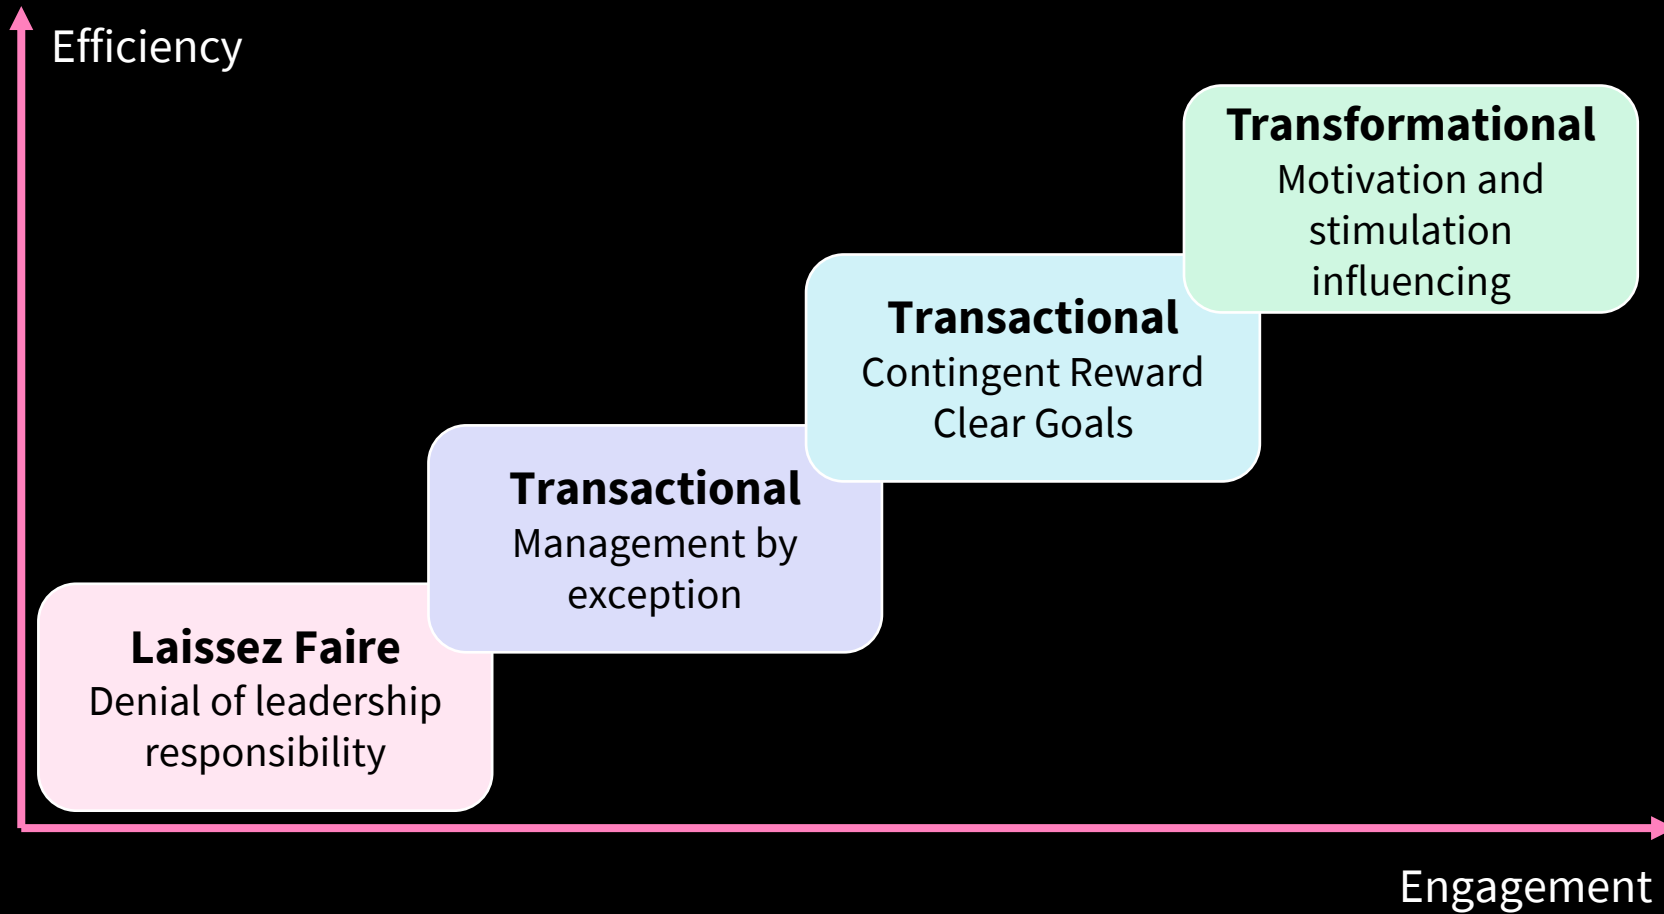 Efficiency
Transformational
Motivation and
stimulation
influencing
Transactional
Contingent Reward
Clear Goals
Transactional
Management by
exception
Laissez Faire
Denial of leadership
responsibility
Engagement